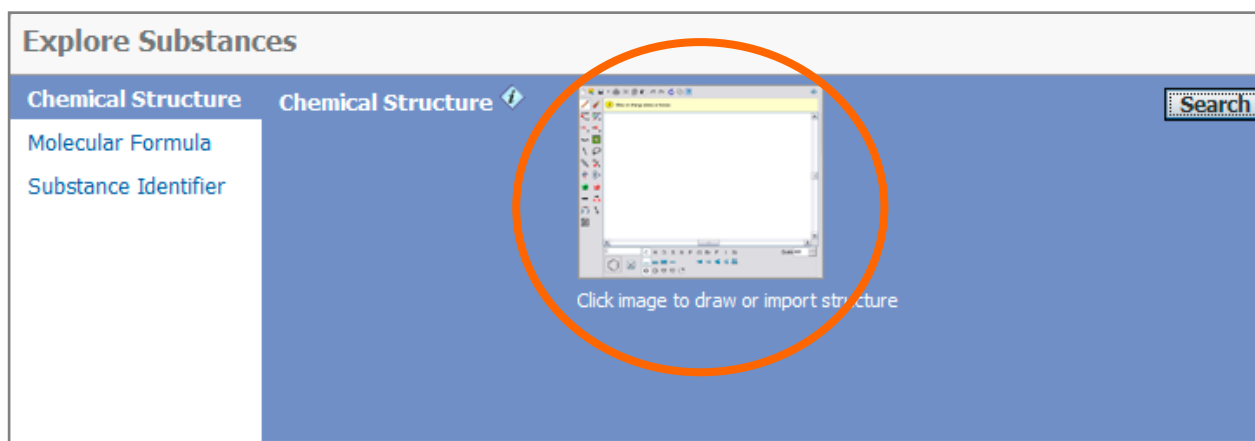 Explore Substances
Chemical Structure
Molecular Formula
Substance Identifier
Chemical Structure
Search
Click image to draw or import structure